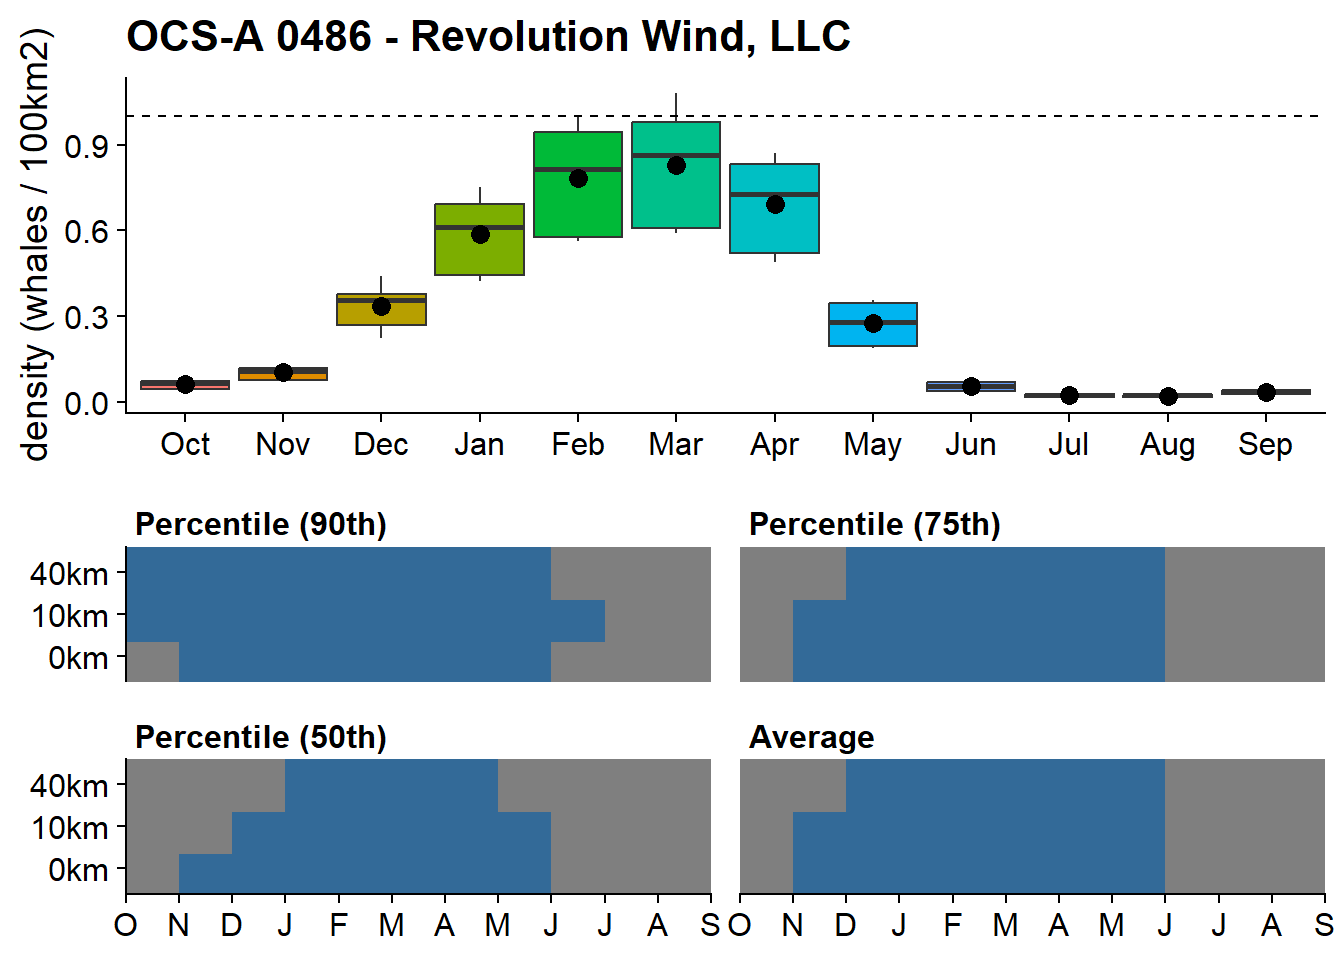 OCS-A 0486 - Revolution Wind, LLC
density (whales / 100km2)
0.9
0.6
0.3
0.0
Oct Nov Dec Jan Feb Mar Apr May Jun Jul Aug Sep
Percentile (90th) Percentile (75th)
40km
10km
0km
Percentile (50th) Average
40km
10km
0km
O N D J F M A M J J A S O N D J F M A M J J A S